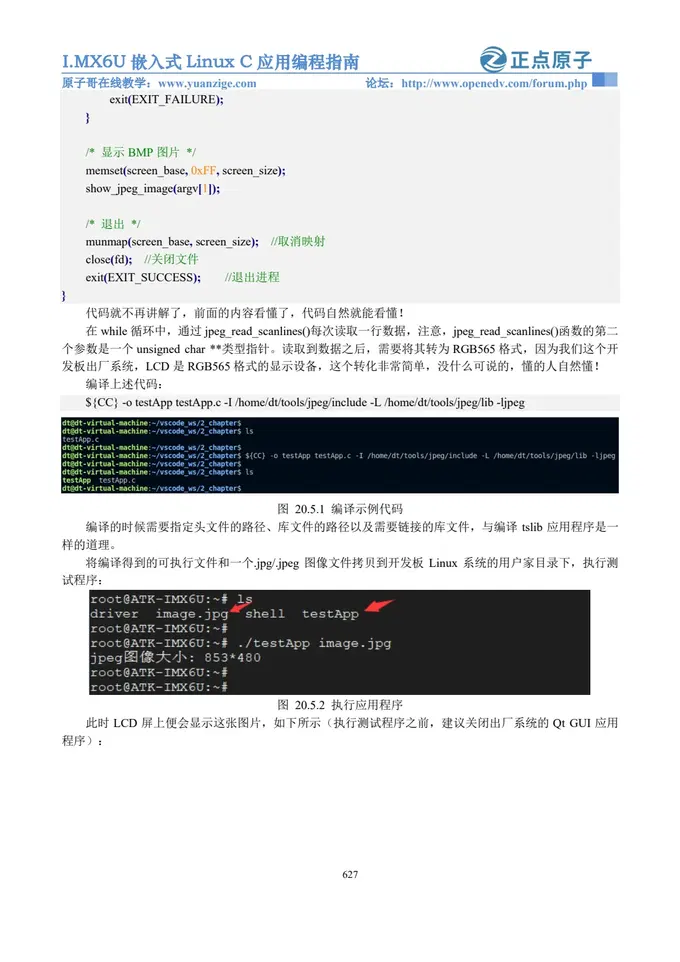 I.MX6U 嵌入式 Linux C 应用编程指南
正点原子
原子哥在线教学：www.yuanzige.com 论坛：http://www.openedv.com/forum.php
exit(EXIT_FAILURE);
}
/* 显示 BMP 图片 */
memset(screen_base, 0xFF, screen_size);
show_jpeg_image(argv[1]);
/* 退出 */
munmap(screen_base, screen_size); //取消映射
close(fd); //关闭文件
exit(EXIT_SUCCESS); //退出进程
}
代码就不再讲解了，前面的内容看懂了，代码自然就能看懂！
在 while 循环中，通过 jpeg_read_scanlines()每次读取一行数据，注意，jpeg_read_scanlines()函数的第二
个参数是一个 unsigned char **类型指针。读取到数据之后，需要将其转为 RGB565 格式，因为我们这个开
发板出厂系统，LCD 是 RGB565 格式的显示设备，这个转化非常简单，没什么可说的，懂的人自然懂！
编译上述代码：
${CC} -o testApp testApp.c -I /home/dt/tools/jpeg/include -L /home/dt/tools/jpeg/lib -ljpeg
dt@dt-virtual-machine:~/vscode_ws/2_chapter$
dt@dt-virtual-machine:~/vscode_ws/2_chapter$ ls
testApp.c
dt@dt-virtual-machine:~/vscode_ws/2_chapter$
dt@dt-virtual-machine:~/vscode_ws/2_chapter$ ${CC} -o testApp testApp.c -I /home/dt/tools/jpeg/include -L /home/dt/tools/jpeg/lib -ljpeg
dt@dt-virtual-machine:~/vscode_ws/2_chapter$
dt@dt-virtual-machine:~/vscode_ws/2_chapter$ ls
testApp testApp.c
dt@dt-virtual-machine:~/vscode_ws/2_chapter$
图 20.5.1 编译示例代码
编译的时候需要指定头文件的路径、库文件的路径以及需要链接的库文件，与编译 tslib 应用程序是一
样的道理。
将编译得到的可执行文件和一个.jpg/.jpeg 图像文件拷贝到开发板 Linux 系统的用户家目录下，执行测
试程序：
root@ATK-IMX6U:~# ls
driver image.jpg shell testApp
root@ATK-IMX6U:~#
root@ATK-IMX6U:~# ./testApp image.jpg
jpeg图像大小: 853*480
root@ATK-IMX6U:~#
root@ATK-IMX6U:~#
图 20.5.2 执行应用程序
此时 LCD 屏上便会显示这张图片，如下所示（执行测试程序之前，建议关闭出厂系统的 Qt GUI 应用
程序）：
627